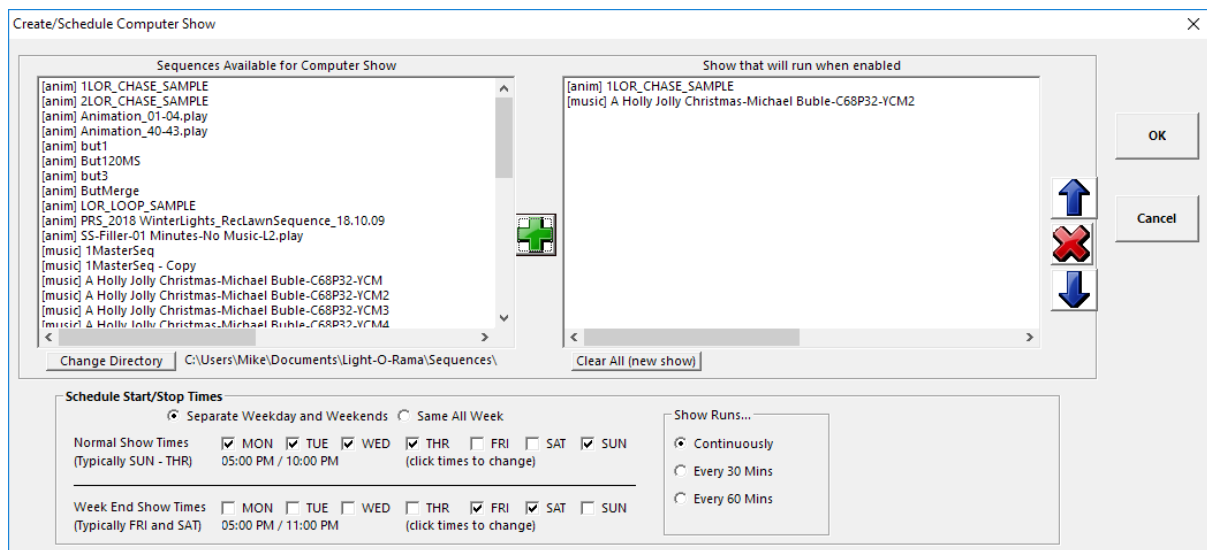 Create/Schedule Computer Show
Sequences Available for Computer Show
[anim] 1LOR_CHASE_SAMPLE
[anim] 2LOR_CHASE_SAMPLE
[anim] Animation_01-04.play
[anim] Animation_40-43.play
[anim] but1
[anim] But120MS
[anim] but3
[anim] ButMerge
[anim] LOR_LOOP_SAMPLE
[anim] PRS_2018 WinterLights_RecLawnSequence_18.10.09
[anim] SS-Filler-01 Minutes-No Music-L2.play
[music] 1MasterSeq
[music] 1MasterSeq - Copy
[music] A Holly Jolly Christmas-Michael Buble-C68P32-YCM
[music] A Holly Jolly Christmas-Michael Buble-C68P32-YCM2
[music] A Holly Jolly Christmas-Michael Buble-C68P32-YCM3
[music] A Holly Jolly Christmas-Michael Buble-C68P32-YCM4
Change Directory C:\Users\Mike\Documents\Light-O-Rama\Sequences\
Show that will run when enabled
[anim] 1LOR_CHASE_SAMPLE
[music] A Holly Jolly Christmas-Michael Buble-C68P32-YCM2
Clear All (new show)
OK
Cancel
Schedule Start/Stop Times
Separate Weekday and Weekends Same All Week
Normal Show Times MON TUE WED THR FRI SAT SUN
(Typically SUN - THR) 05:00 PM / 10:00 PM (click times to change)
Week End Show Times MON TUE WED THR FRI SAT SUN
(Typically FRI and SAT) 05:00 PM / 11:00 PM (click times to change)
Show Runs...
Continuously
Every 30 Mins
Every 60 Mins